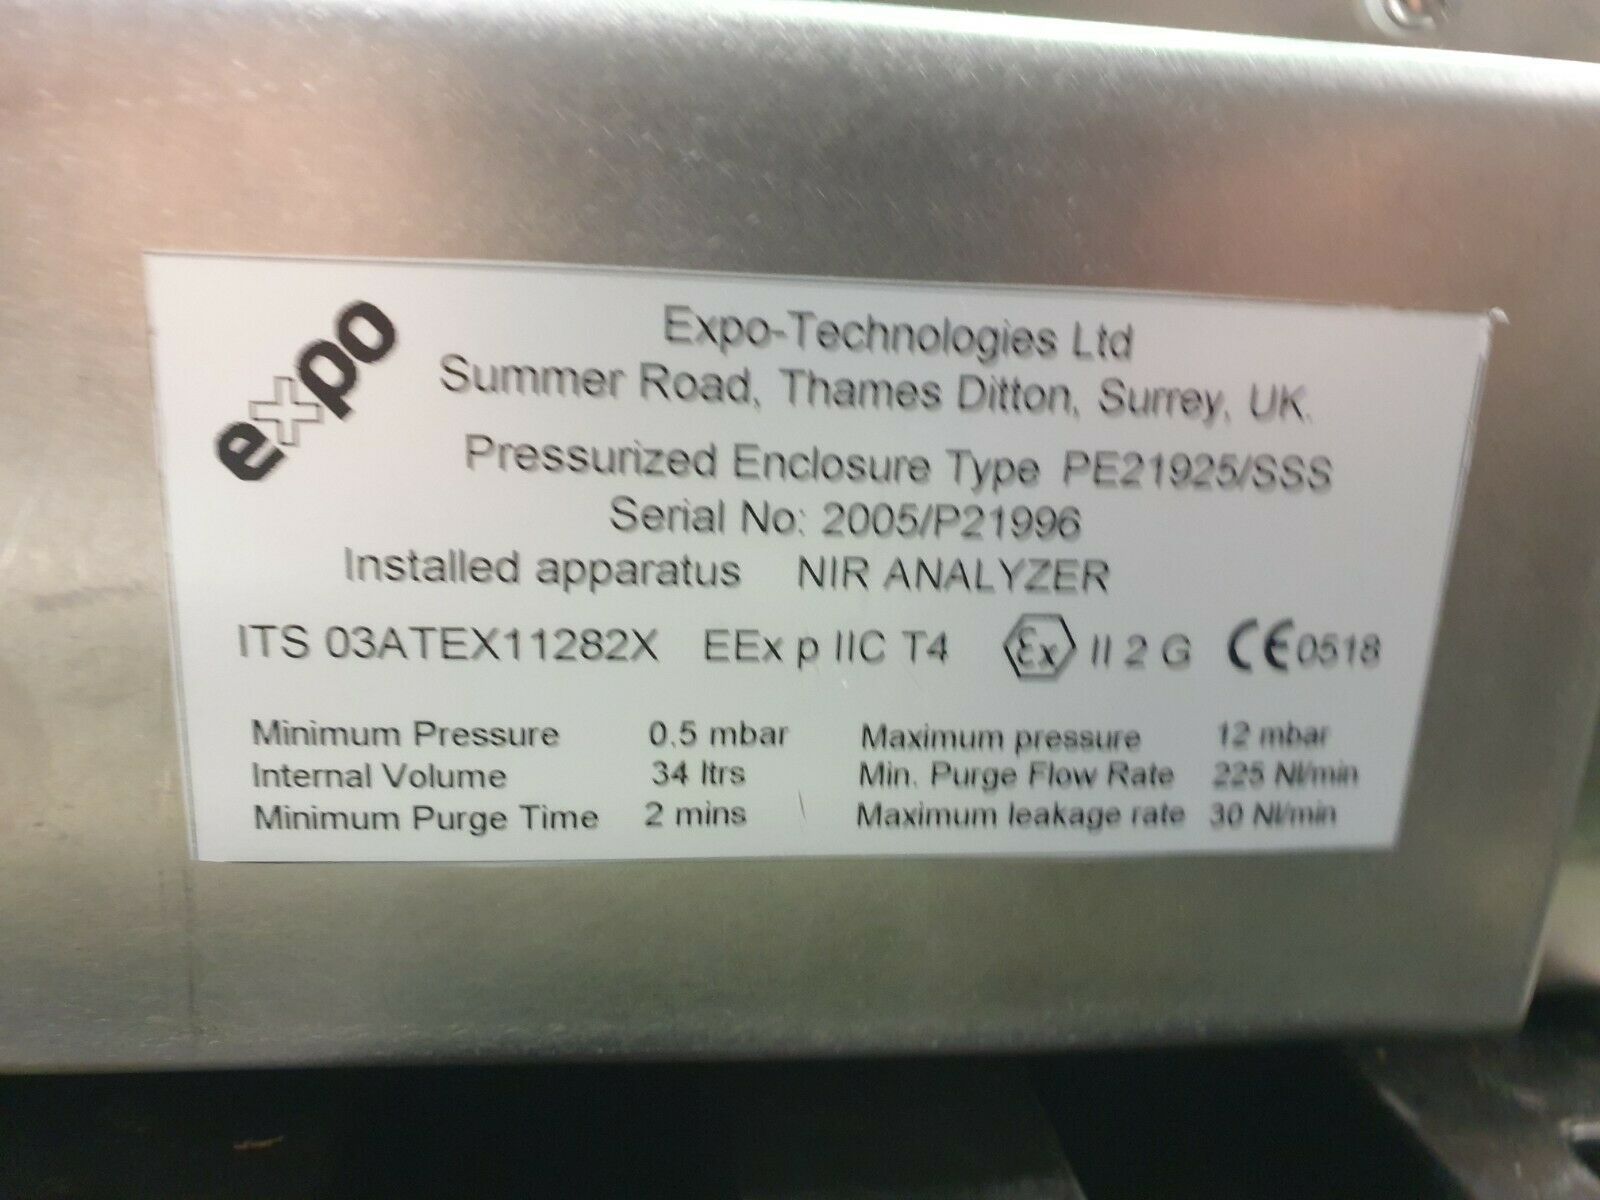 expo
Expo-Technologies Ltd
Summer Road, Thames Ditton, Surrey, UK.
Pressurized Enclosure Type PE21925/SSS
Serial No: 2005/P21996
Installed apparatus NIR ANALYZER
ITS 03ATEX11282X EEx p IIC T4 Ex II 2 G CE0518
Minimum Pressure 0.5 mbar Maximum pressure 12 mbar
Internal Volume 34 ltrs Min. Purge Flow Rate 225 Nl/min
Minimum Purge Time 2 mins Maximum leakage rate 30 Nl/min